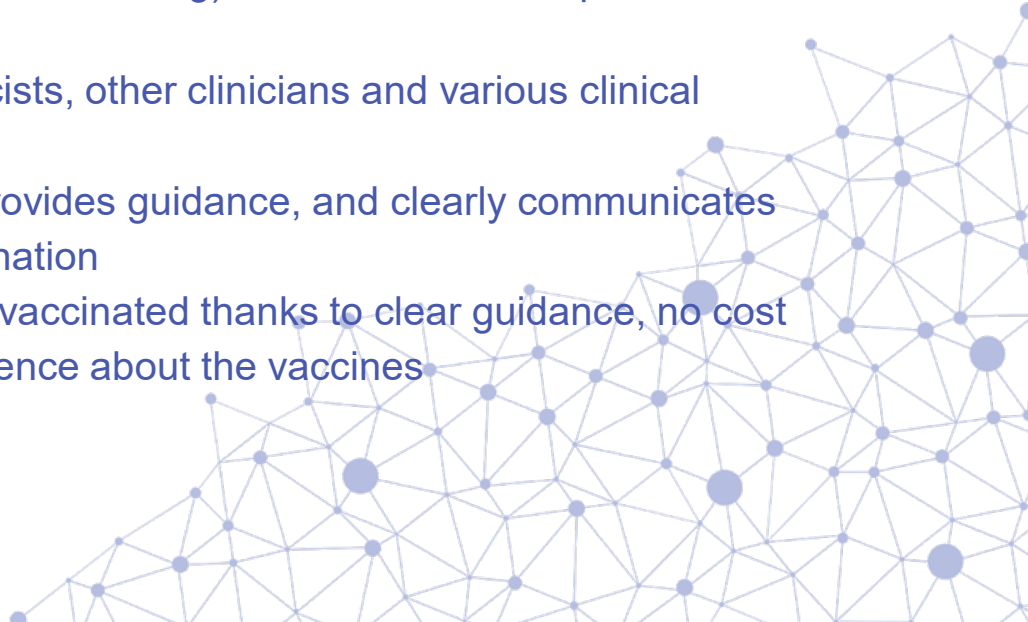 cists, other clinicians and various clinical
rovides guidance, and clearly communicates
nation
vaccinated thanks to clear guidance, no cost
ence about the vaccines